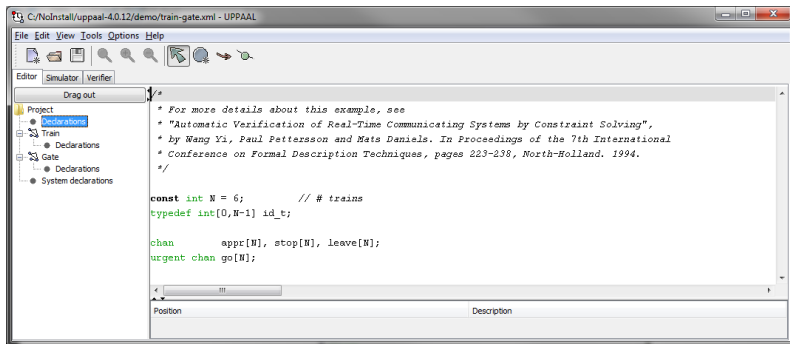 C:/NoInstall/uppaal-4.0.12/demo/train-gate.xml - UPPAAL
File Edit View Tools Options Help
Editor Simulator Verifier
Drag out
Project
Declarations
Train
Declarations
Gate
Declarations
System declarations
/*
* For more details about this example, see
* "Automatic Verification of Real-Time Communicating Systems by Constraint Solving",
* by Wang Yi, Paul Pettersson and Mats Daniels. In Proceedings of the 7th International
* Conference on Formal Description Techniques, pages 223-238, North-Holland. 1994.
*/
const int N = 6; // # trains
typedef int[0,N-1] id_t;
chan appr[N], stop[N], leave[N];
urgent chan go[N];
Position Description